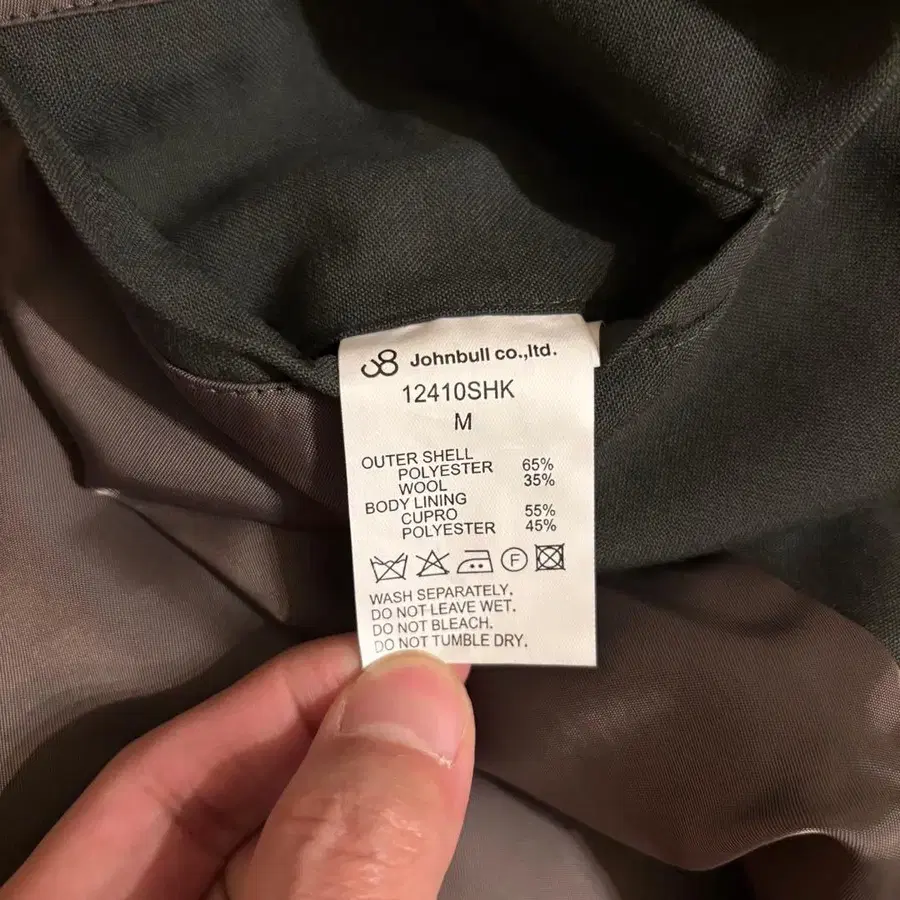 Johnbull co.,ltd.
12410SHK
M
OUTER SHELL
POLYESTER 65%
WOOL 35%
BODY LINING
CUPRO 55%
POLYESTER 45%
F
WASH SEPARATELY.
DO NOT LEAVE WET.
DO NOT BLEACH.
DO NOT TUMBLE DRY.